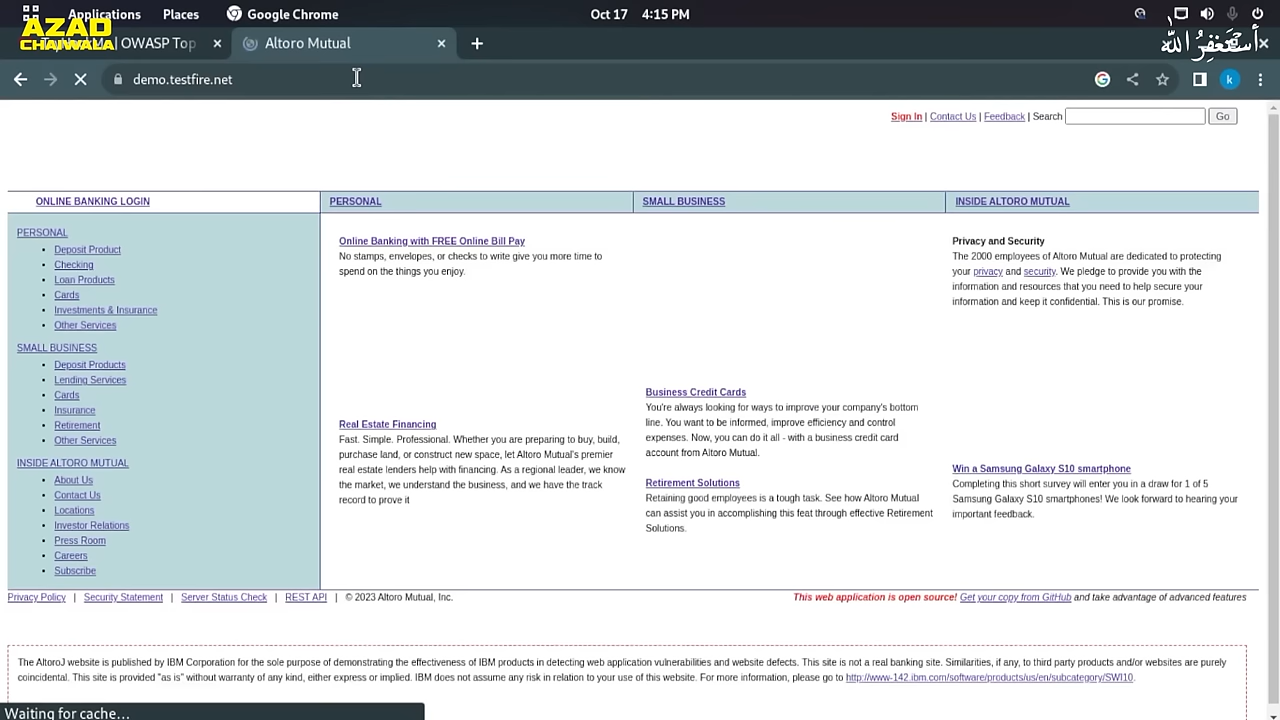 Applications Places Google Chrome Oct 17 4:15 PM
AZAD
CHAIWALA
| OWASP Top
Altoro Mutual
أستغفر الله
demo.testfire.net
k
Sign In | Contact Us | Feedback | Search Go
ONLINE BANKING LOGIN
PERSONAL
SMALL BUSINESS
INSIDE ALTORO MUTUAL
PERSONAL
Deposit Product
Checking
Loan Products
Cards
Investments & Insurance
Other Services
SMALL BUSINESS
Deposit Products
Lending Services
Cards
Insurance
Retirement
Other Services
INSIDE ALTORO MUTUAL
About Us
Contact Us
Locations
Investor Relations
Press Room
Careers
Subscribe
Online Banking with FREE Online Bill Pay
No stamps, envelopes, or checks to write give you more time to
spend on the things you enjoy.
Real Estate Financing
Fast. Simple. Professional. Whether you are preparing to buy, build,
purchase land, or construct new space, let Altoro Mutual's premier
real estate lenders help with financing. As a regional leader, we know
the market, we understand the business, and we have the track
record to prove it
Business Credit Cards
You're always looking for ways to improve your company's bottom
line. You want to be informed, improve efficiency and control
expenses. Now, you can do it all - with a business credit card
account from Altoro Mutual.
Retirement Solutions
Retaining good employees is a tough task. See how Altoro Mutual
can assist you in accomplishing this feat through effective Retirement
Solutions.
Privacy and Security
The 2000 employees of Altoro Mutual are dedicated to protecting
your privacy and security. We pledge to provide you with the
information and resources that you need to help secure your
information and keep it confidential. This is our promise.
Win a Samsung Galaxy S10 smartphone
Completing this short survey will enter you in a draw for 1 of 5
Samsung Galaxy S10 smartphones! We look forward to hearing your
important feedback.
Privacy Policy | Security Statement | Server Status Check | REST API | © 2023 Altoro Mutual, Inc.
This web application is open source! Get your copy from GitHub and take advantage of advanced features
The AltoroJ website is published by IBM Corporation for the sole purpose of demonstrating the effectiveness of IBM products in detecting web application vulnerabilities and website defects. This site is not a real banking site. Similarities, if any, to third party products and/or websites are purely
coincidental. This site is provided "as is" without warranty of any kind, either express or implied. IBM does not assume any risk in relation to your use of this website. For more information, please go to http://www-142.ibm.com/software/products/us/en/subcategory/SWI10.
Waiting for cache...